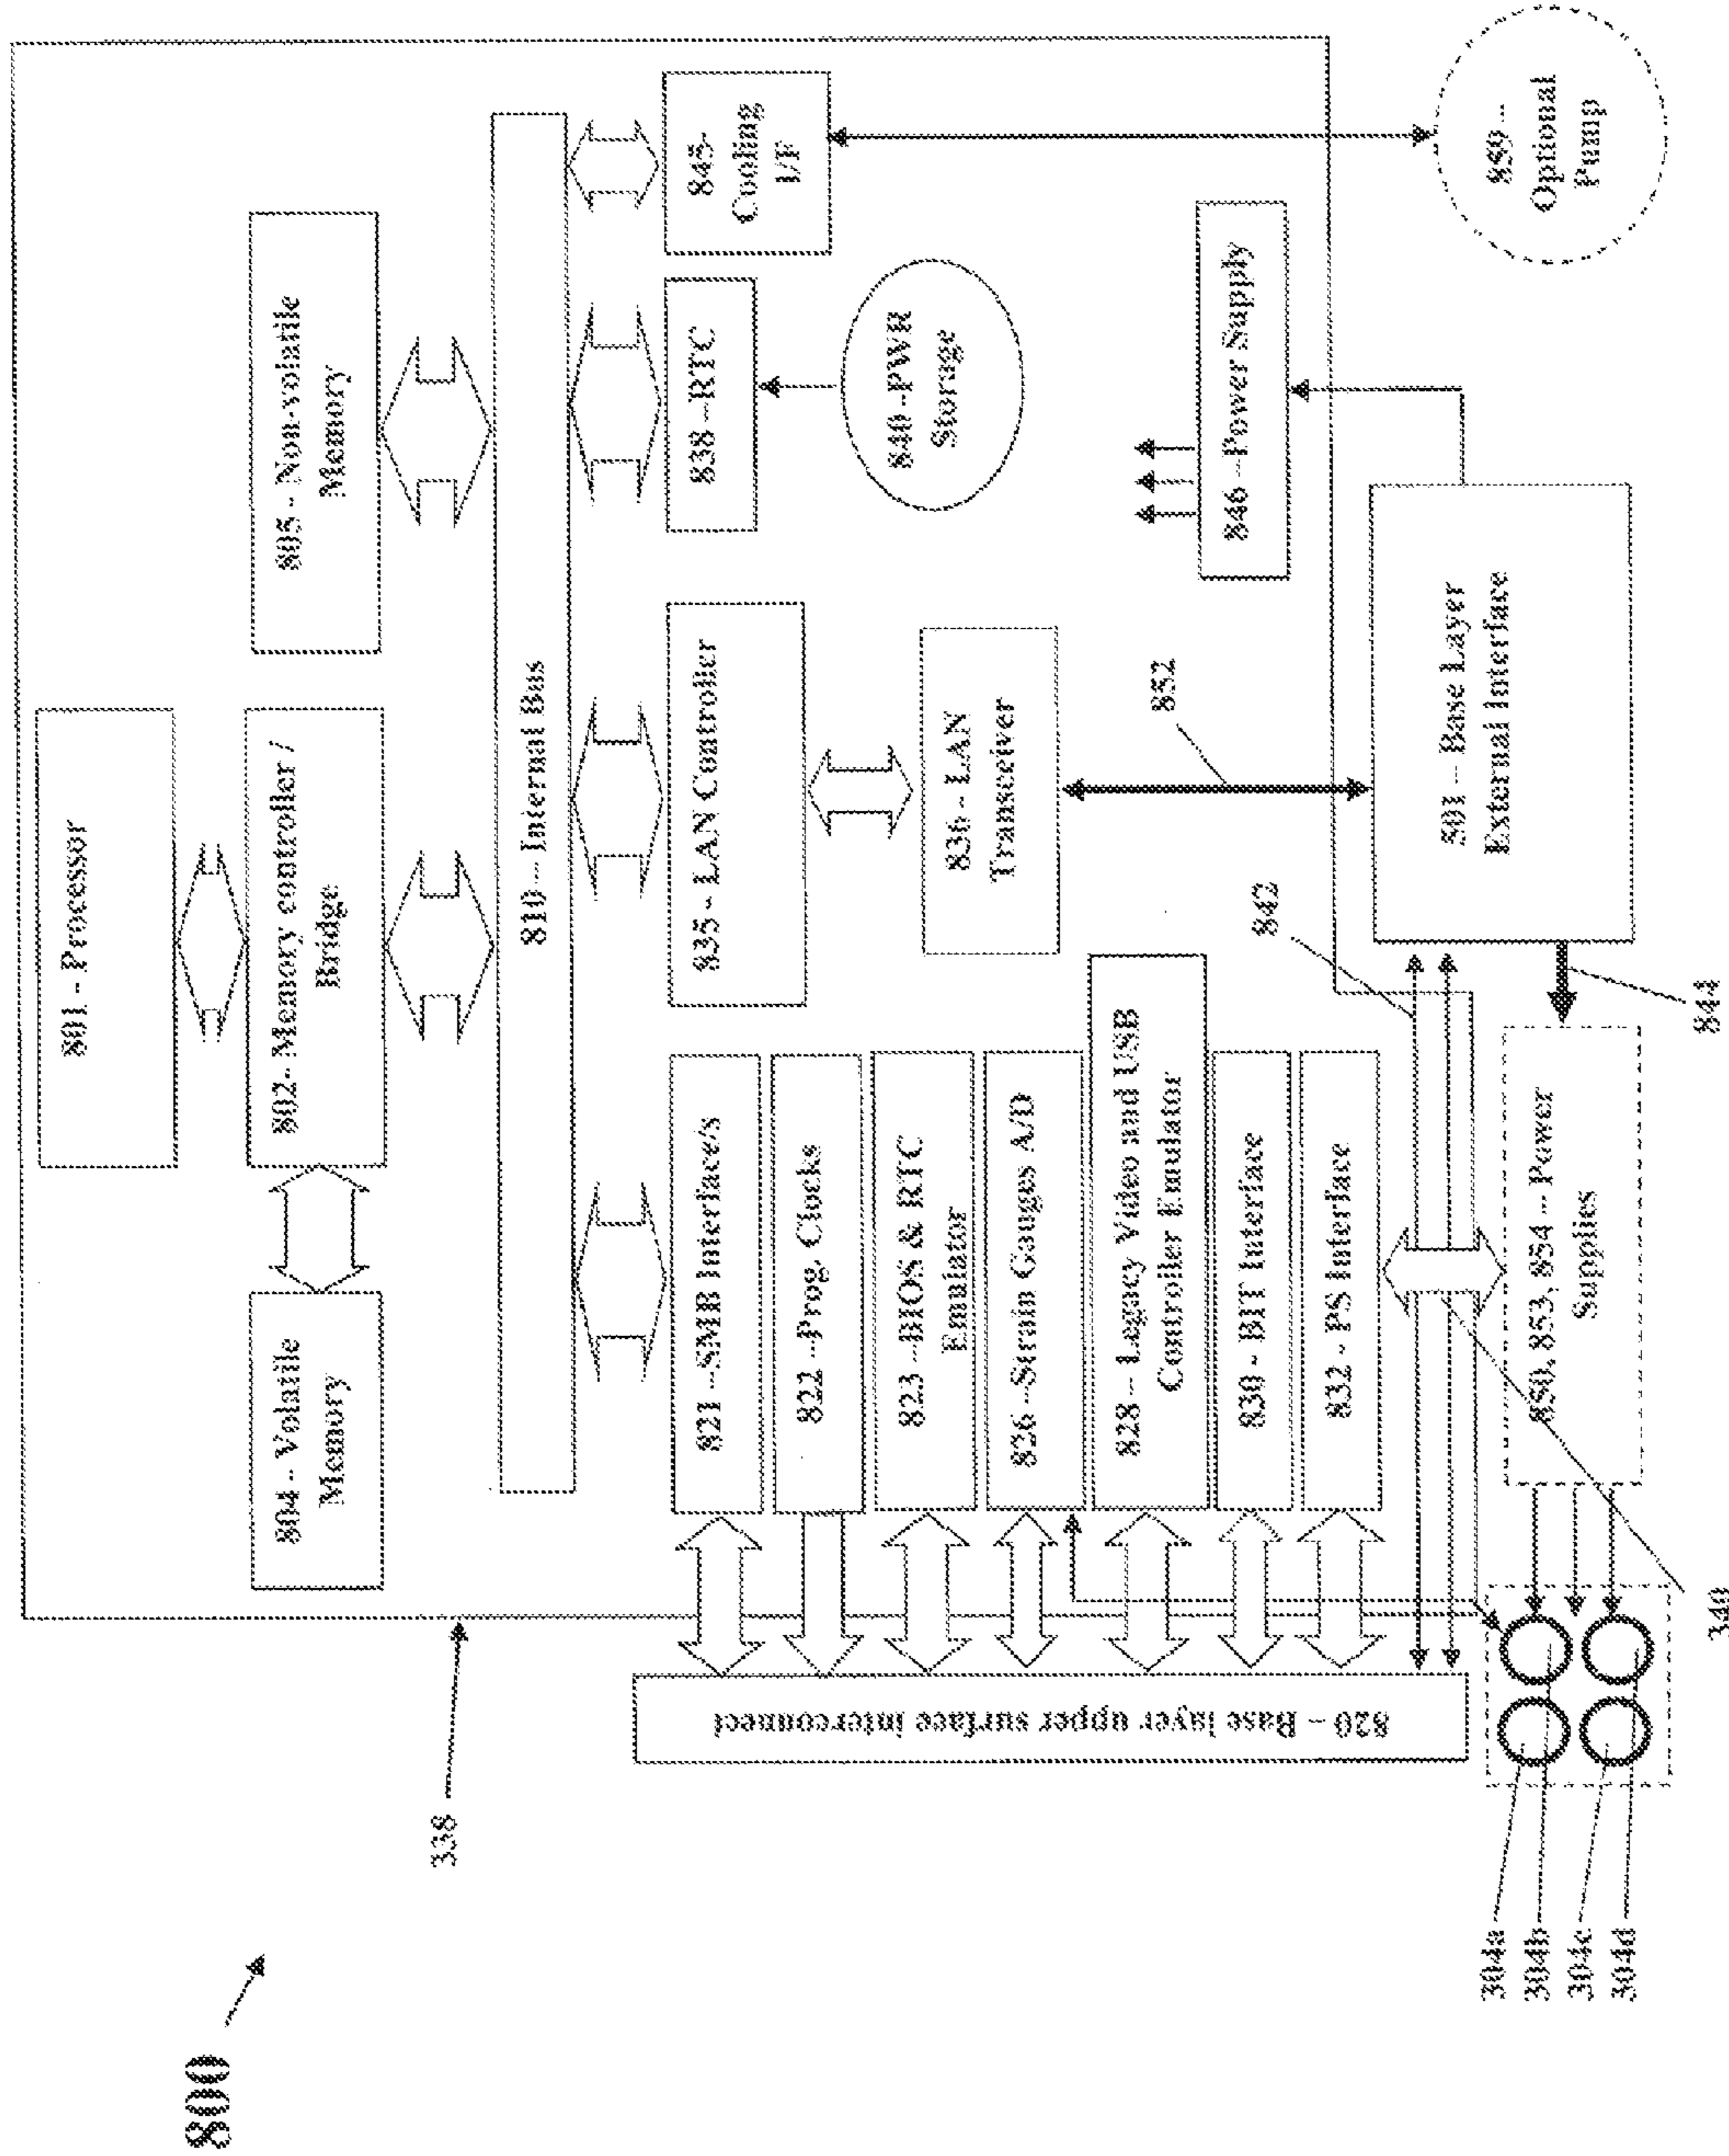 800
338
801 - Processor
804 - Volatile
Memory
802- Memory controller /
Bridge
805 - Non-volatile
Memory
810 – Internal Bus
821 --SMB Interface/s
822 --Prog. Clocks
823 --BIOS & RTC
Emulator
826 --Strain Gauges A/D
828 -- Legacy Video and USB
Controller Emulator
830 - BIT Interface
832 - PS Interface
835 - LAN Controller
836 - LAN
Transceiver
838 --RTC
840 --PWR
Storage
845-
Cooling
I/F
846 --Power Supply
820 – Base layer upper surface interconnect
852
842
501 -- Base Layer
External Interface
859 --
Optional
Pump
850, 853, 854 -- Power
Supplies
844
340
304a
304b
304c
304d